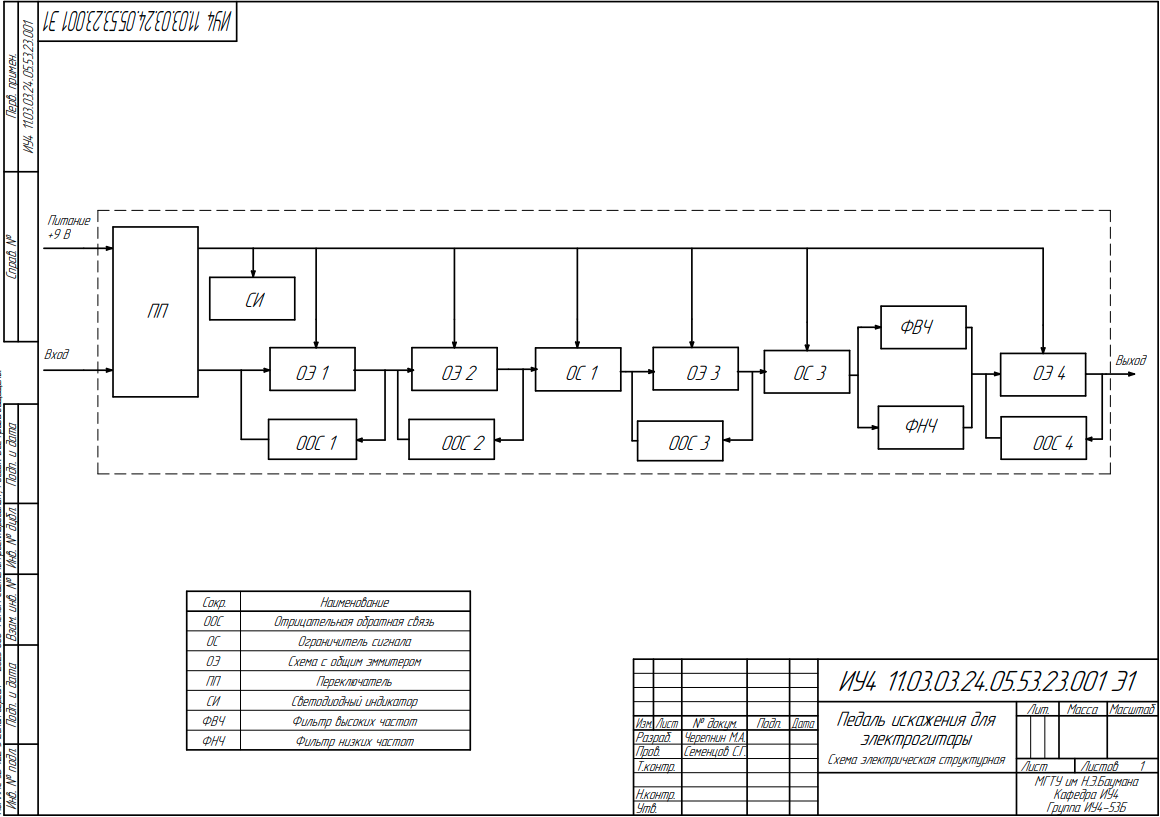 ИУ4 11.03.03.24.05.53.23.001 Э1
Перв. примен.
ИУ4 11.03.03.24.05.53.23.001
Справ. №
Питание
+9 В
Вход
ПП
СИ
ОЭ 1
ООС 1
ОЭ 2
ООС 2
ОС 1
ОЭ 3
ООС 3
ОС 3
ФВЧ
ФНЧ
ОЭ 4
ООС 4
Выход
Подп. и дата
Инв. № дубл.
Взам. инв. №
Подп. и дата
Инв. № подл.
Сокр. Наименование
ООС Отрицательная обратная связь
ОС Ограничитель сигнала
ОЭ Схема с общим эммитером
ПП Переключатель
СИ Светодиодный индикатор
ФВЧ Фильтр высоких частот
ФНЧ Фильтр низких частот
ИУ4 11.03.03.24.05.53.23.001 Э1
Изм. Лист № докум. Подп. Дата
Разраб. Черепнин М.А.
Пров. Семенцов С.Г.
Т.контр.
Н.контр.
Утв.
Педаль искажения для
электрогитары
Схема электрическая структурная
Лит. Масса Масштаб
Лист Листов 1
МГТУ им Н.Э.Баумана
Кафедра ИУ4
Группа ИУ4-53Б